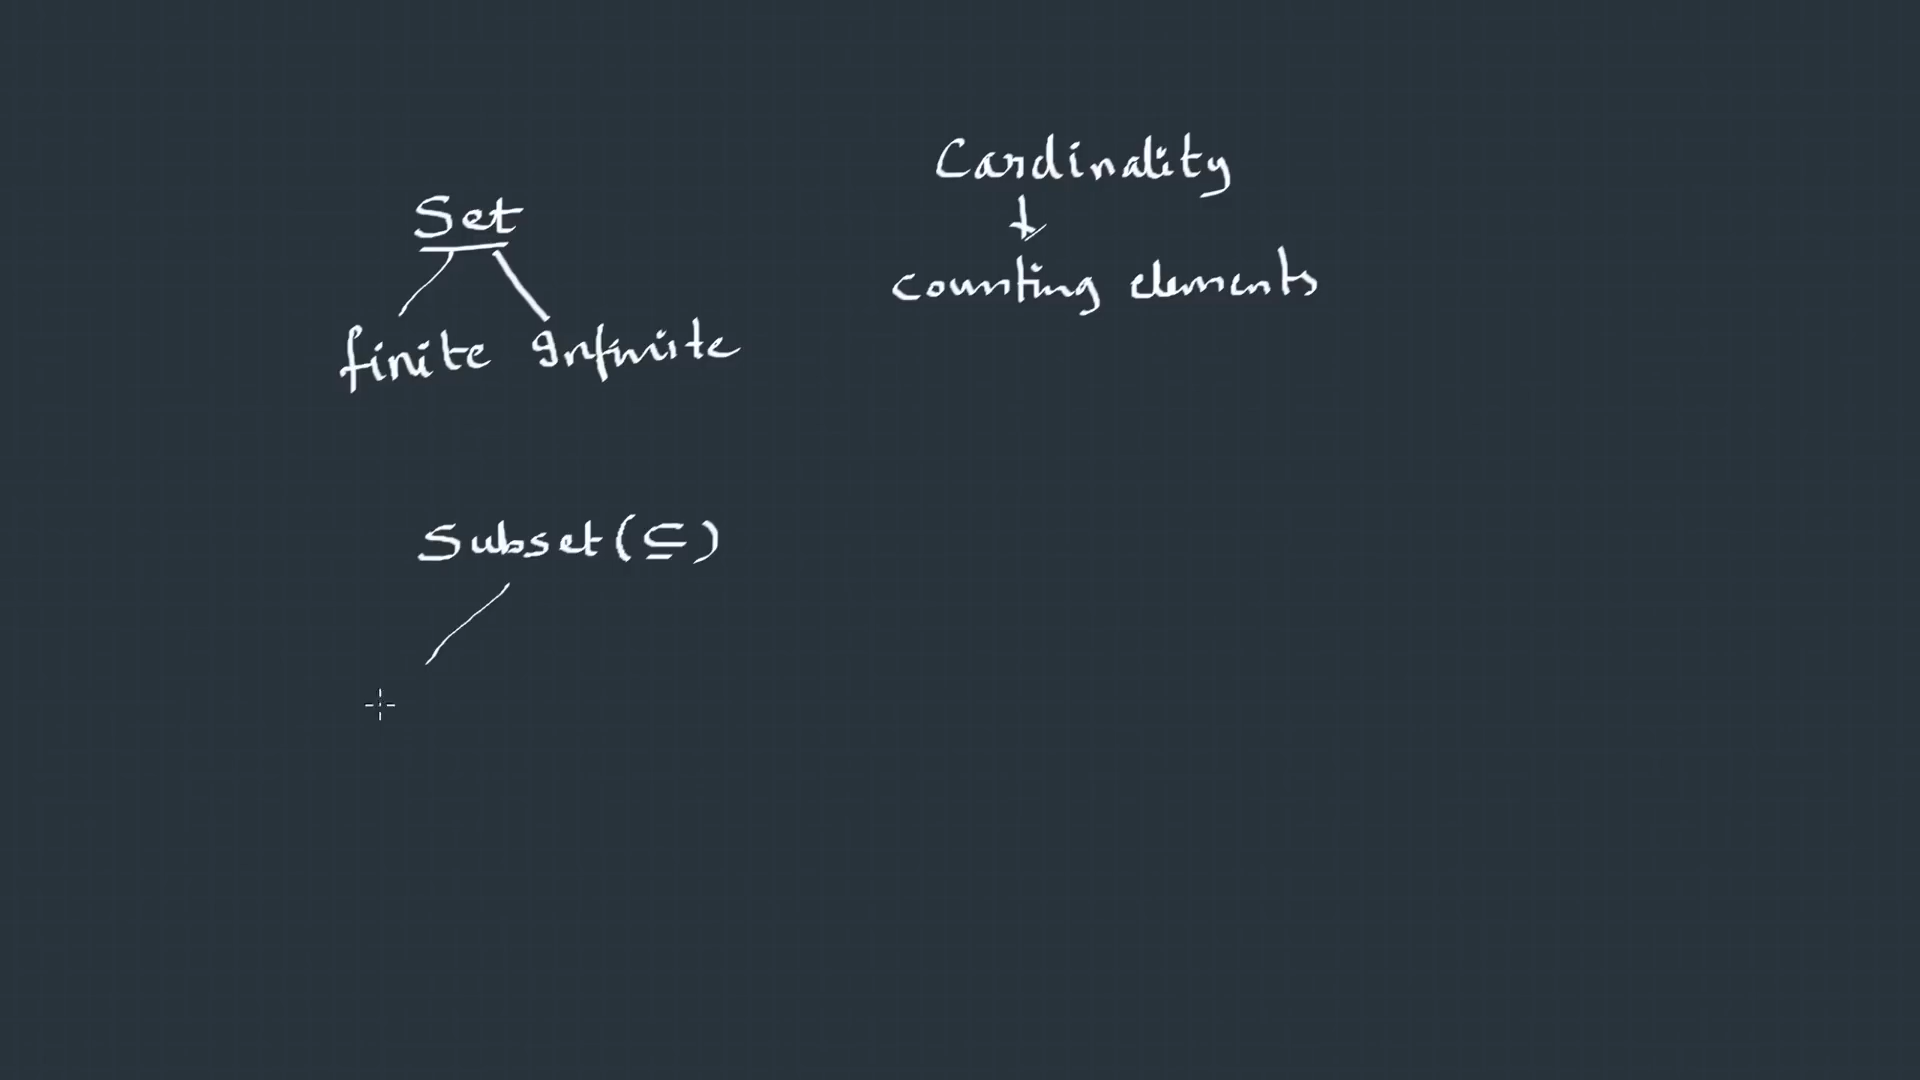 Set
finite Infinite
Cardinality
counting elements
Subset (⊆)